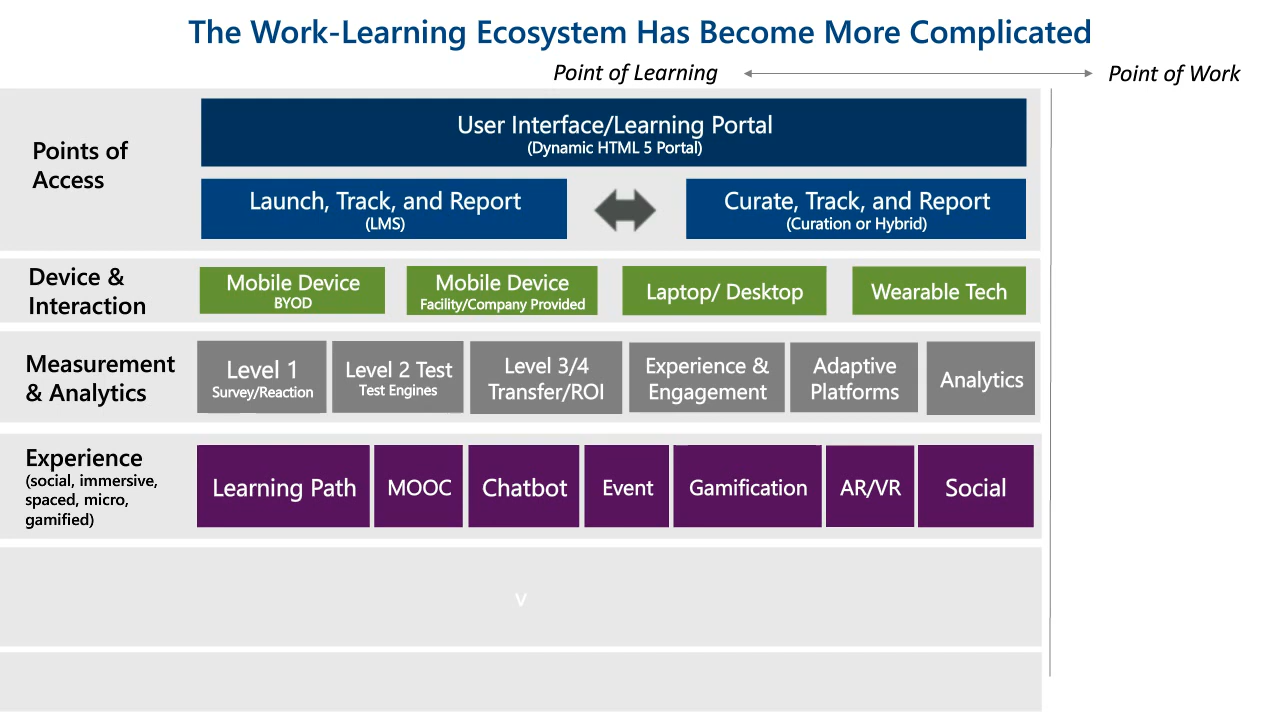 The Work-Learning Ecosystem Has Become More Complicated
Point of Learning
Point of Work
Points of
Access
User Interface/Learning Portal
(Dynamic HTML 5 Portal)
Launch, Track, and Report
(LMS)
Curate, Track, and Report
(Curation or Hybrid)
Device &
Interaction
Mobile Device
BYOD
Mobile Device
Facility/Company Provided
Laptop/ Desktop
Wearable Tech
Measurement
& Analytics
Level 1
Survey/Reaction
Level 2 Test
Test Engines
Level 3/4
Transfer/ROI
Experience &
Engagement
Adaptive
Platforms
Analytics
Experience
(social, immersive,
spaced, micro,
gamified)
Learning Path
MOOC
Chatbot
Event
Gamification
AR/VR
Social
v